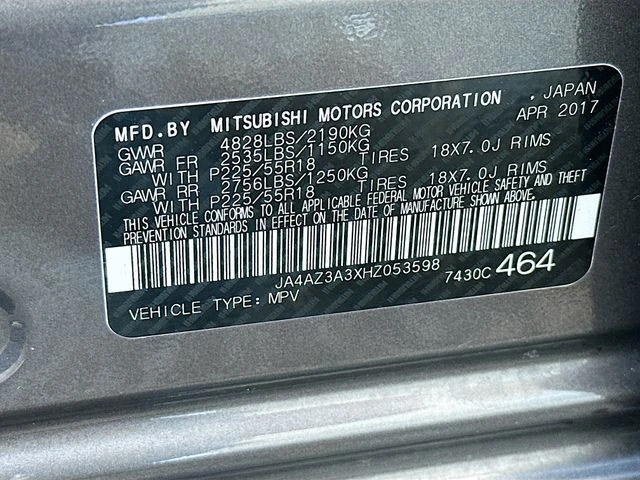 MFD.BY MITSUBISHI MOTORS CORPORATION . JAPAN
APR 2017
GVWR 4828LBS/2190KG
GAWR FR 2535LBS/1150KG
WITH P225/55R18 TIRES 18X7.0J RIMS
GAWR RR 2756LBS/1250KG
WITH P225/55R18 TIRES 18X7.0J RIMS
THIS VEHICLE CONFORMS TO ALL APPLICABLE FEDERAL MOTOR VEHICLE SAFETY AND THEFT
PREVENTION STANDARDS IN EFFECT ON THE DATE OF MANUFACTURE SHOWN ABOVE.
JA4AZ3A3XHZ053598 7430C 464
VEHICLE TYPE: MPV